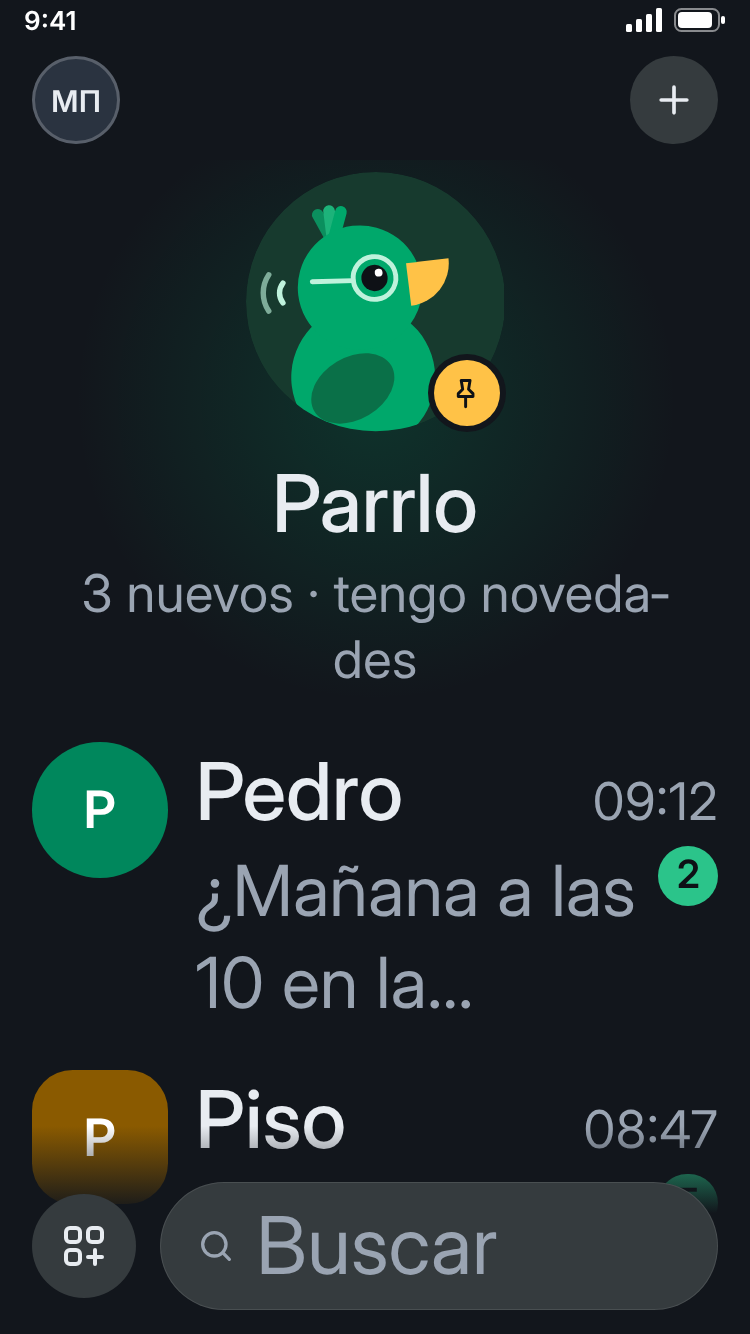 9:41
МП
Parrlo
3 nuevos · tengo noveda-
des
P
Pedro
09:12
¿Mañana a las
2
10 en la...
P
Piso
08:47
Buscar